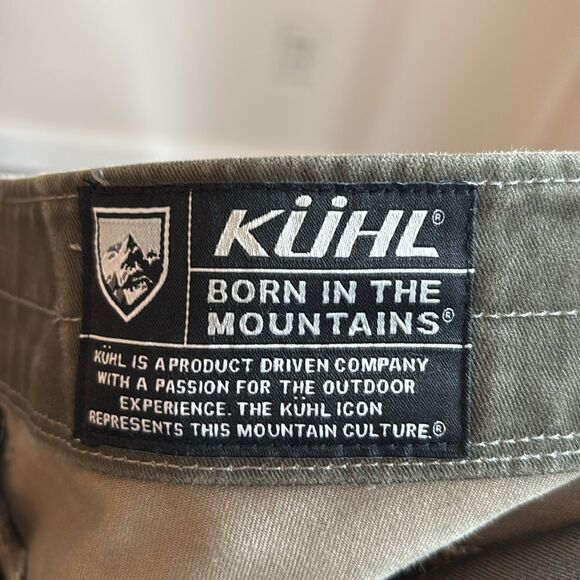 KÜHL®
BORN IN THE
MOUNTAINS®
KÜHL IS A PRODUCT DRIVEN COMPANY
WITH A PASSION FOR THE OUTDOOR
EXPERIENCE. THE KÜHL ICON
REPRESENTS THIS MOUNTAIN CULTURE.®